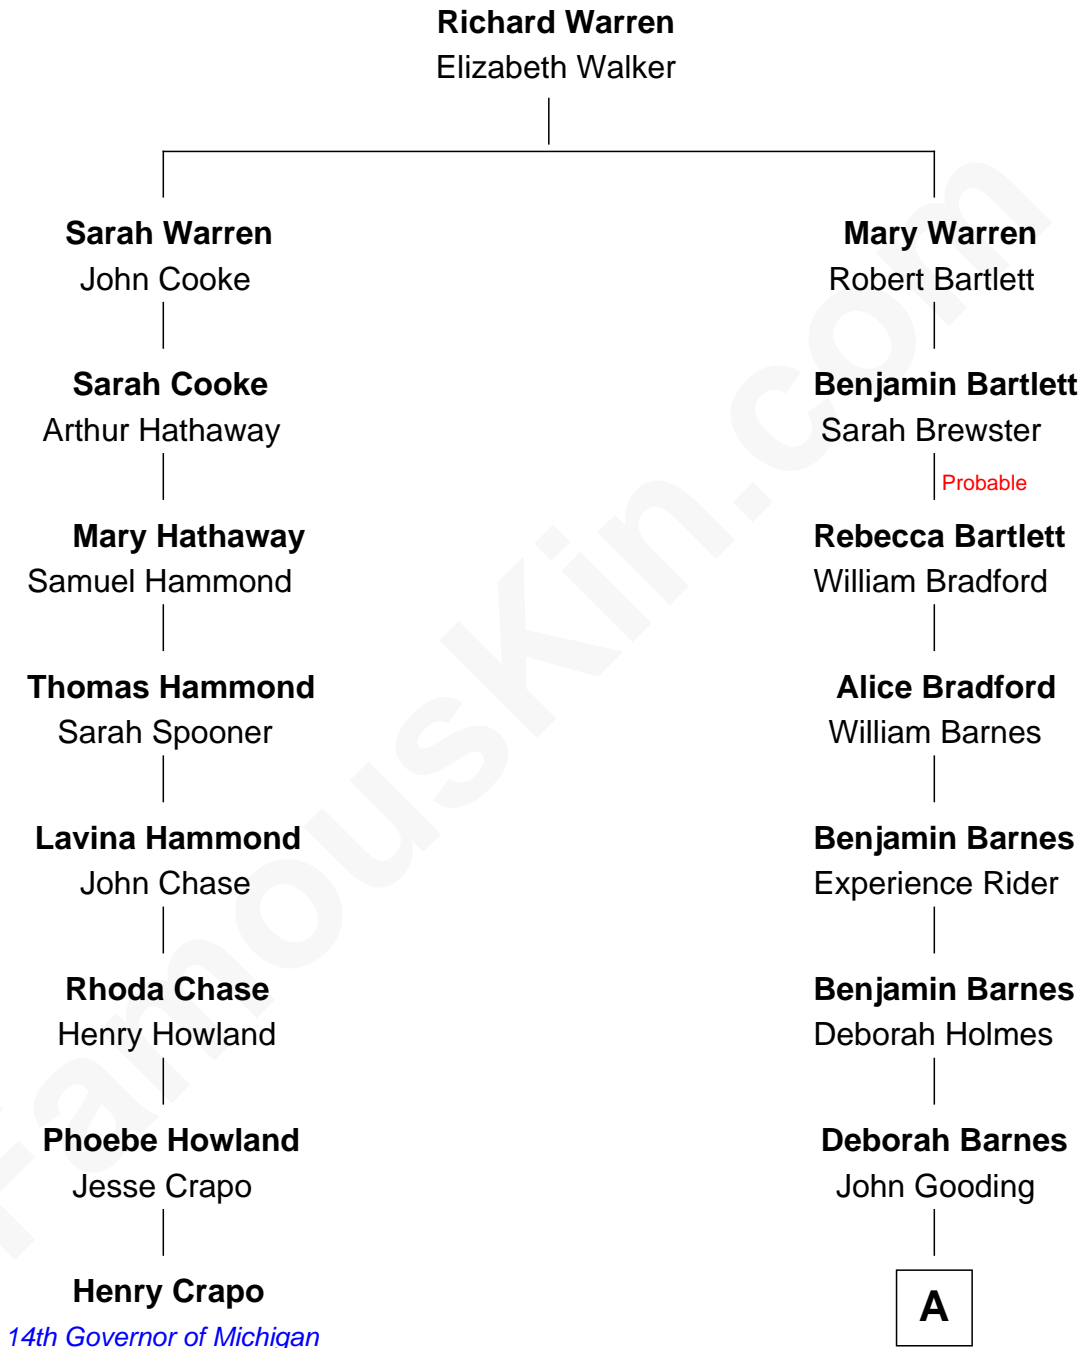 Richard Warren
Elizabeth Walker
Sarah Warren
John Cooke
Mary Warren
Robert Bartlett
Sarah Cooke
Arthur Hathaway
Benjamin Bartlett
Sarah Brewster
Probable
Mary Hathaway
Samuel Hammond
Rebecca Bartlett
William Bradford
Thomas Hammond
Sarah Spooner
Alice Bradford
William Barnes
Lavina Hammond
John Chase
Benjamin Barnes
Experience Rider
Rhoda Chase
Henry Howland
Benjamin Barnes
Deborah Holmes
Phoebe Howland
Jesse Crapo
Deborah Barnes
John Gooding
Henry Crapo
14th Governor of Michigan
A
FamousKin.com